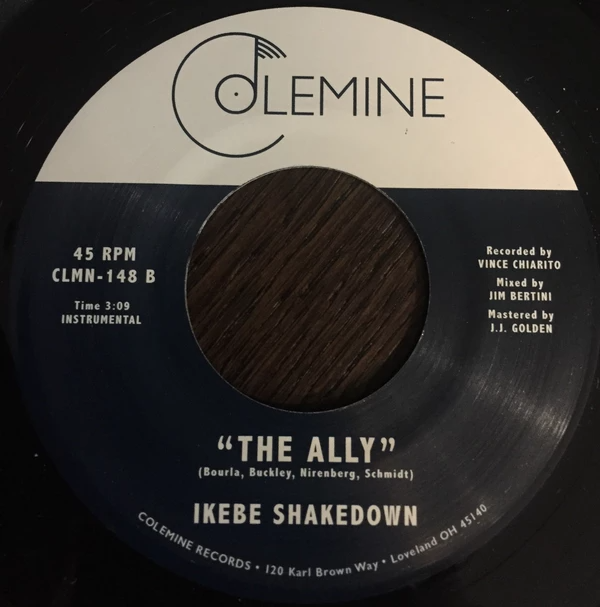 COLEMINE
45 RPM
CLMN-148 B
Time 3:09
INSTRUMENTAL
Recorded by
VINCE CHIARITO
Mixed by
JIM BERTINI
Mastered by
J.J. GOLDEN
“THE ALLY”
(Bourla, Buckley, Nirenberg, Schmidt)
IKEBE SHAKEDOWN
COLEMINE RECORDS • 120 Karl Brown Way • Loveland OH 45140